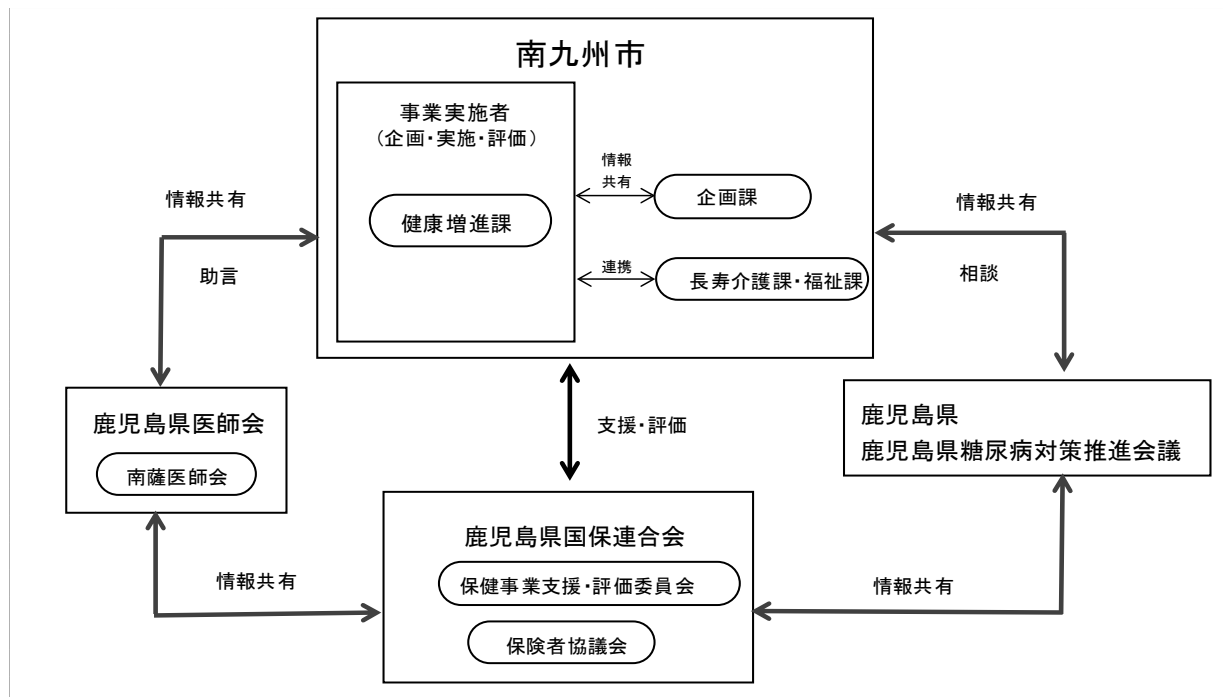 南九州市
事業実施者
(企画・実施・評価)
健康増進課
情報
共有
企画課
連携
長寿介護課・福祉課
情報共有
助言
情報共有
相談
鹿児島県医師会
南薩医師会
支援・評価
鹿児島県
鹿児島県糖尿病対策推進会議
鹿児島県国保連合会
保健事業支援・評価委員会
保険者協議会
情報共有
情報共有